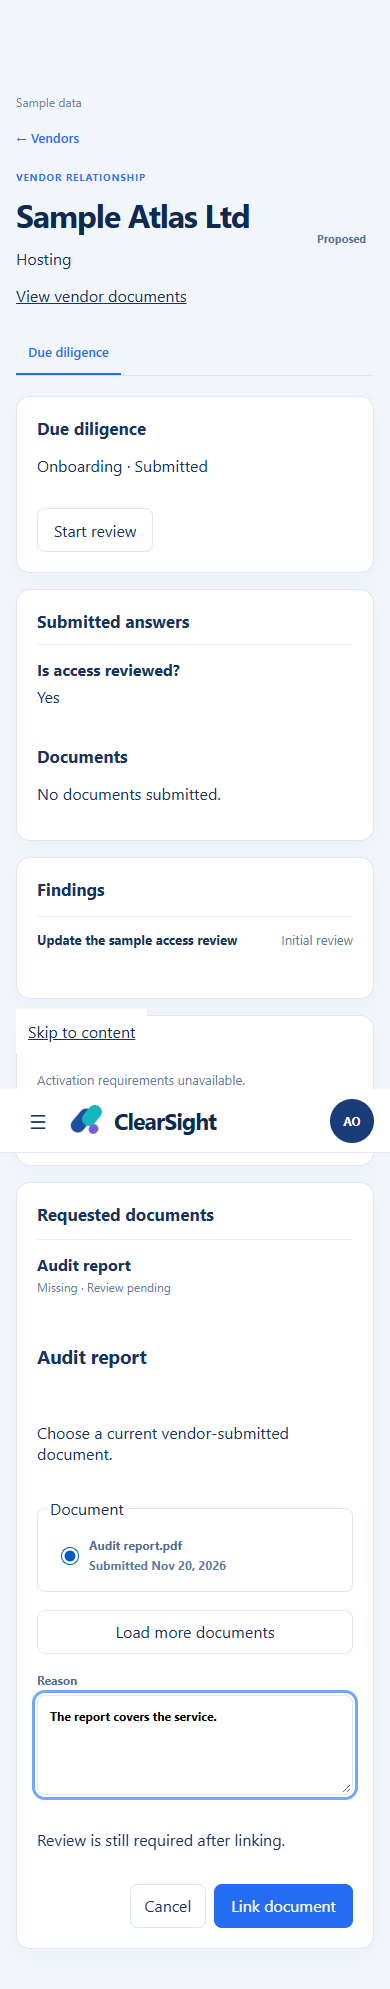 Sample data
← Vendors
VENDOR RELATIONSHIP
Sample Atlas Ltd
Proposed
Hosting
View vendor documents
Due diligence
Due diligence
Onboarding · Submitted
Start review
Submitted answers
Is access reviewed?
Yes
Documents
No documents submitted.
Findings
Update the sample access review
Initial review
Skip to content
Activation requirements unavailable.
☰ ClearSight
AO
Requested documents
Audit report
Missing · Review pending
Audit report
Choose a current vendor-submitted
document.
Document
Audit report.pdf
Submitted Nov 20, 2026
Load more documents
Reason
The report covers the service.
Review is still required after linking.
Cancel
Link document